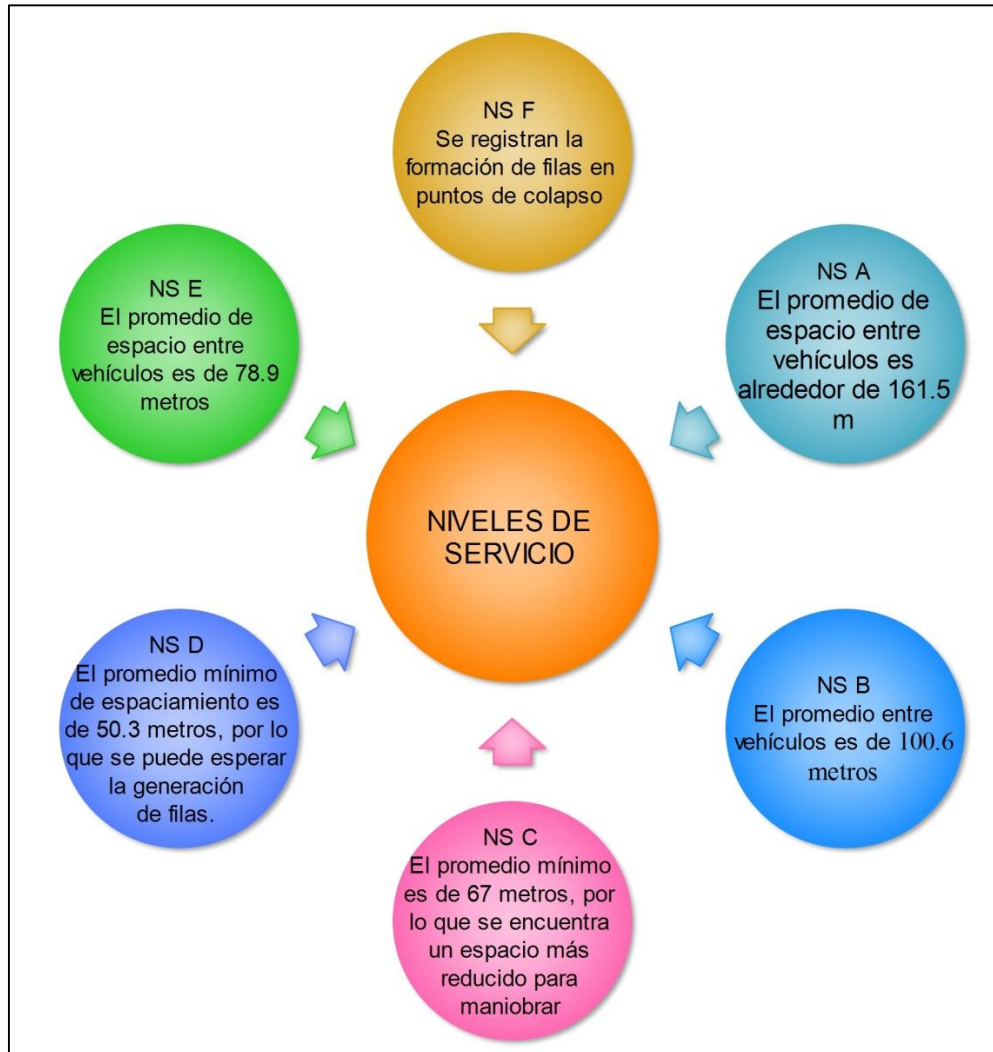 NS F
Se registran la
formación de filas en
puntos de colapso
NS A
El promedio de
espacio entre
vehículos es
alrededor de 161.5
m
NS B
El promedio entre
vehículos es de 100.6
metros
NS C
El promedio mínimo
es de 67 metros, por
lo que se encuentra
un espacio más
reducido para
maniobrar
NS D
El promedio mínimo
de espaciamiento es
de 50.3 metros, por lo
que se puede esperar
la generación
de filas.
NS E
El promedio de
espacio entre
vehículos es de 78.9
metros
NIVELES DE
SERVICIO